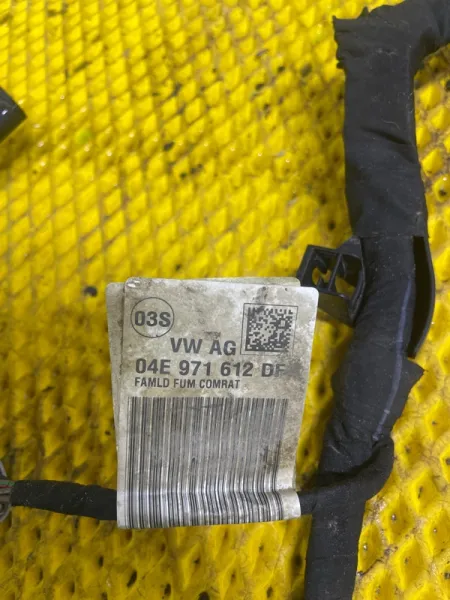 03S
VW AG
04E 971 612 DF
FAMLD FUM COMRAT